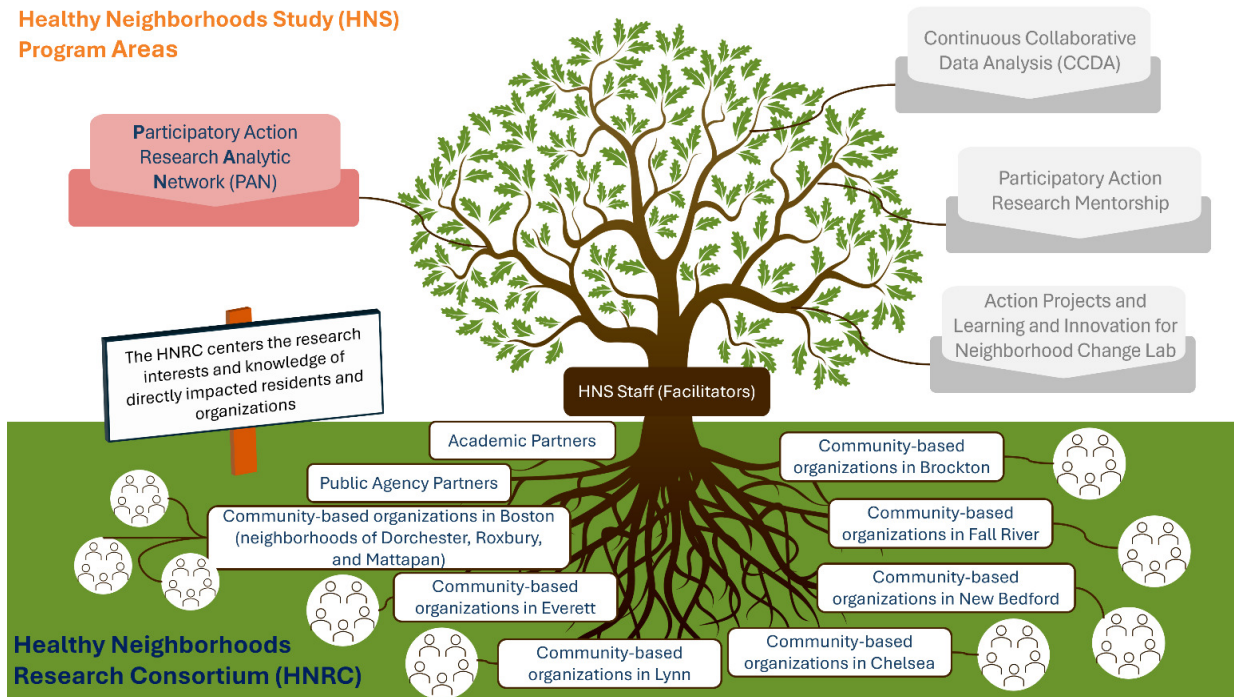 Healthy Neighborhoods Study (HNS)
Program Areas
Continuous Collaborative
Data Analysis (CCDA)
Participatory Action
Research Analytic
Network (PAN)
Participatory Action
Research Mentorship
Action Projects and
Learning and Innovation for
Neighborhood Change Lab
The HNRC centers the research
interests and knowledge of
directly impacted residents and
organizations
HNS Staff (Facilitators)
Academic Partners
Public Agency Partners
Community-based organizations in Boston
(neighborhoods of Dorchester, Roxbury,
and Mattapan)
Community-based
organizations in Everett
Community-based
organizations in Lynn
Community-based
organizations in Brockton
Community-based
organizations in Fall River
Community-based
organizations in New Bedford
Community-based
organizations in Chelsea
Healthy Neighborhoods
Research Consortium (HNRC)